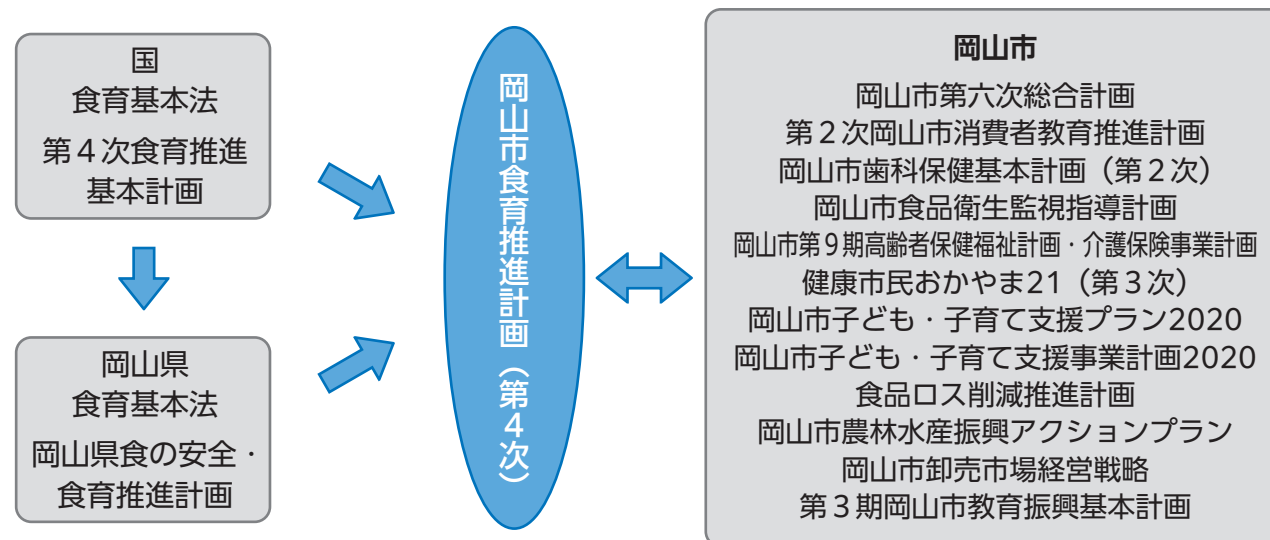 国
食育基本法
第4次食育推進
基本計画
岡山県
食育基本法
岡山県食の安全・
食育推進計画
岡山市食育推進計画（第4次）
岡山市
岡山市第六次総合計画
第２次岡山市消費者教育推進計画
岡山市歯科保健基本計画（第２次）
岡山市食品衛生監視指導計画
岡山市第９期高齢者保健福祉計画・介護保険事業計画
健康市民おかやま21（第３次）
岡山市子ども・子育て支援プラン2020
岡山市子ども・子育て支援事業計画2020
食品ロス削減推進計画
岡山市農林水産振興アクションプラン
岡山市卸売市場経営戦略
第３期岡山市教育振興基本計画